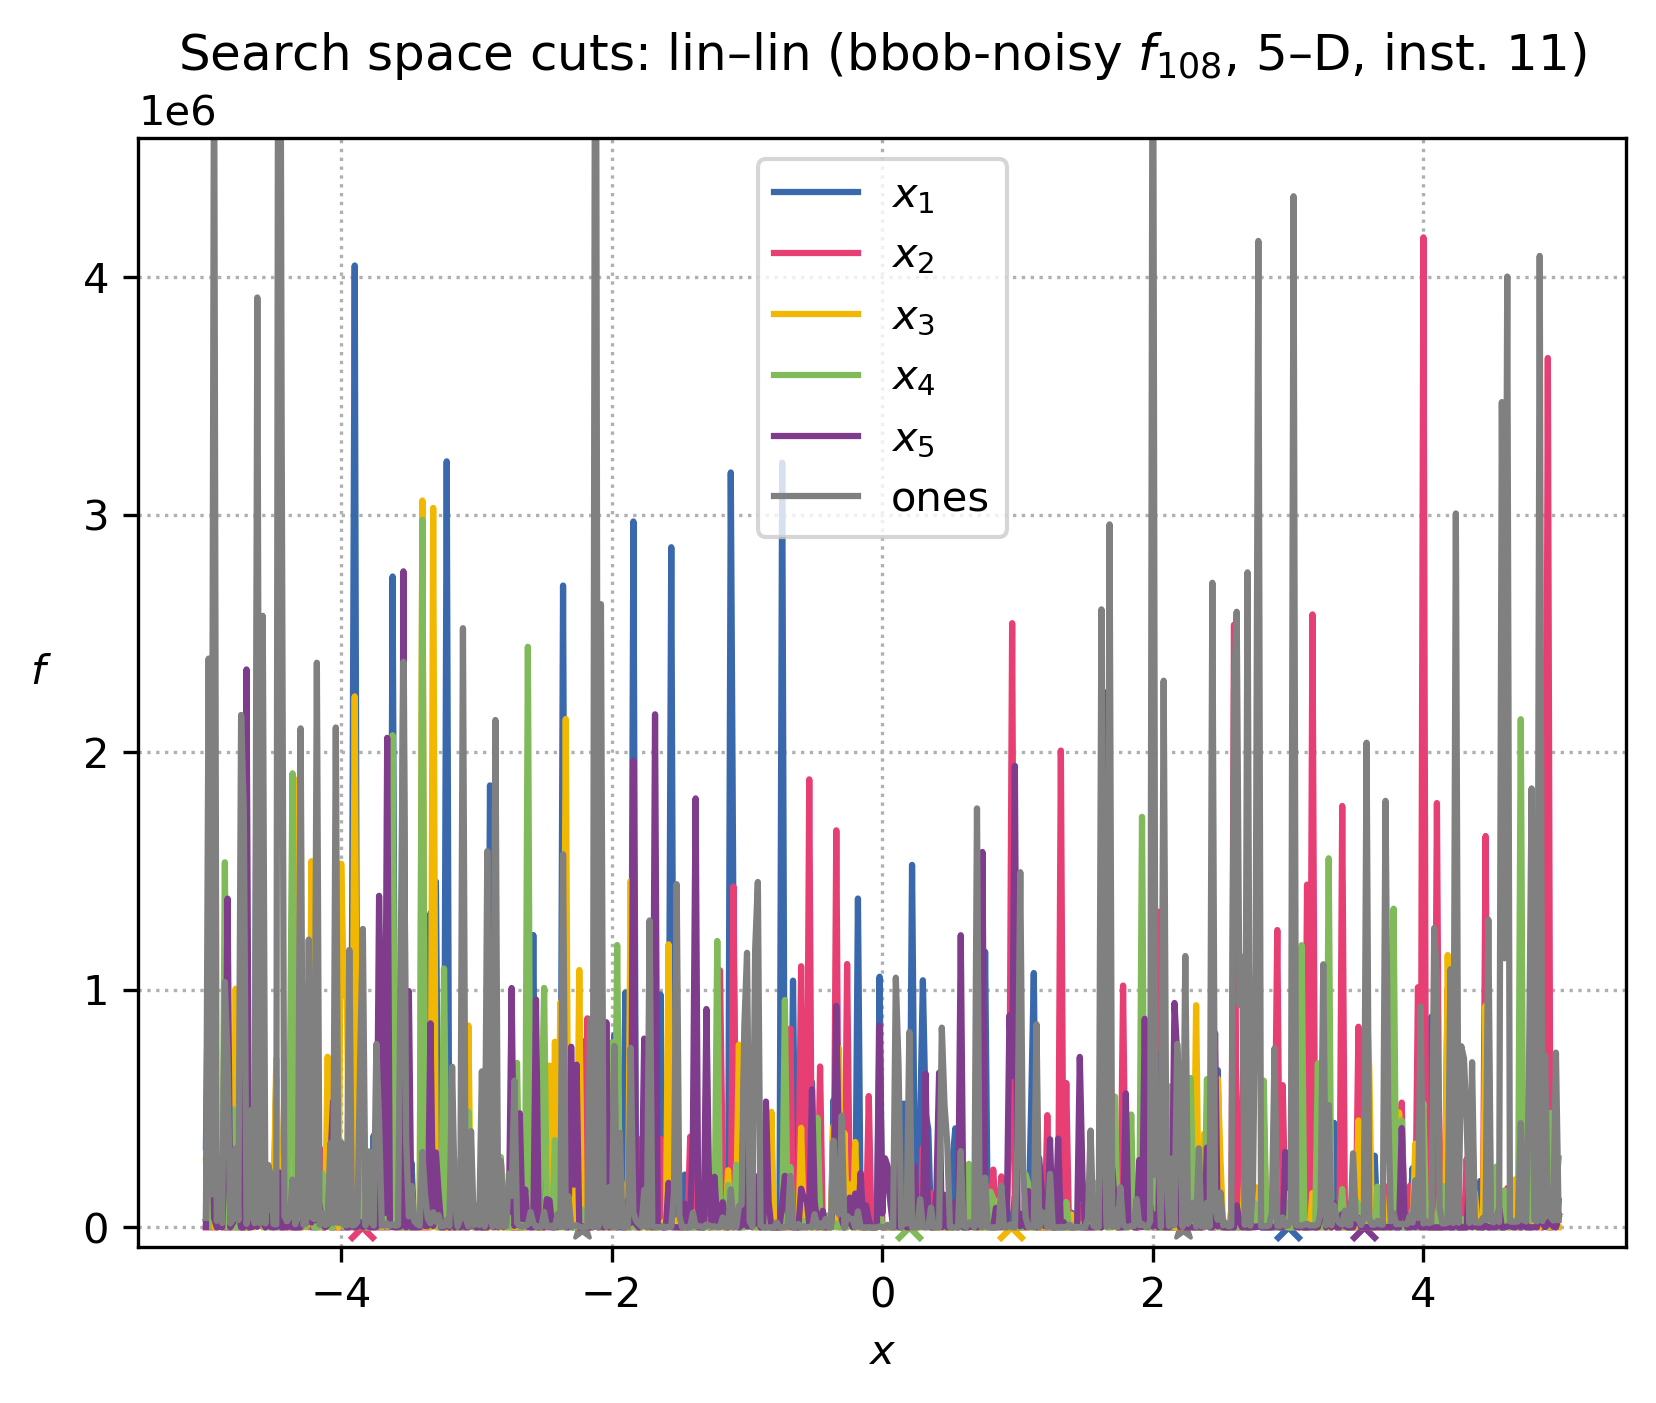 Search space cuts: lin–lin (bbob-noisy f₁₀₈, 5–D, inst. 11)
1e6
x₁
x₂
x₃
x₄
x₅
ones
4
3
2
1
0
f
−4
−2
0
2
4
x